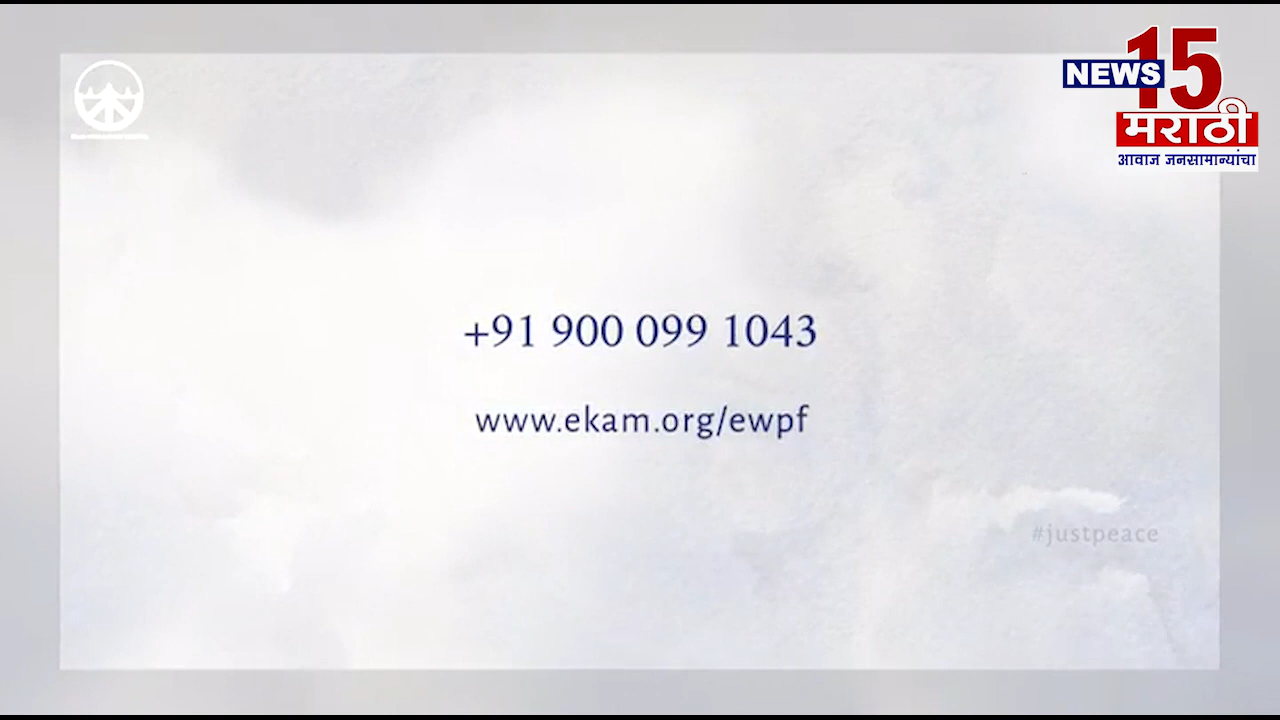 NEWS 15
मराठी
आवाज जनसामान्यांचा
+91 900 099 1043
www.ekam.org/ewpf
#justpeace